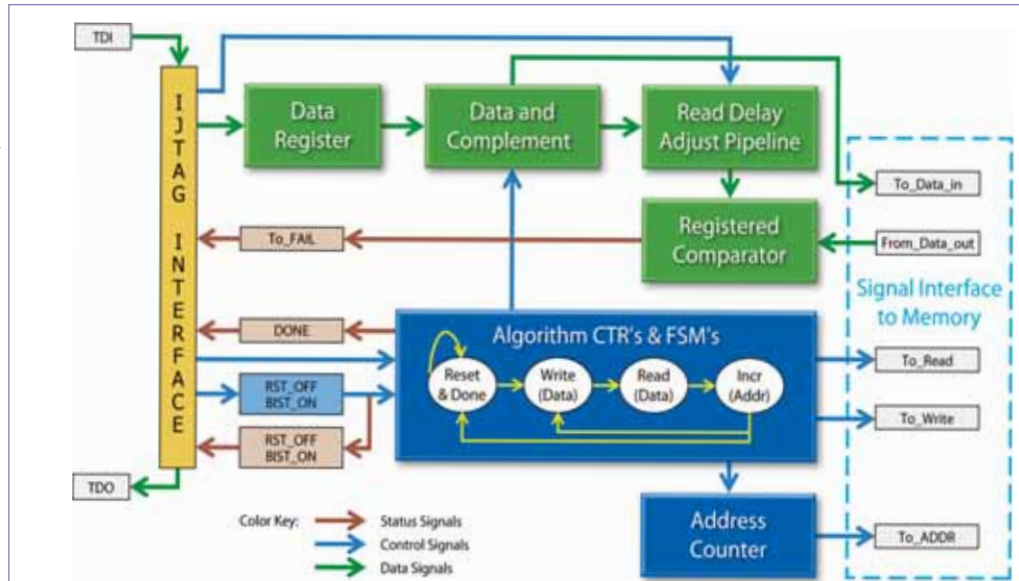 TDI
IJTAG INTERFACE
Data
Register
Data and
Complement
Read Delay
Adjust Pipeline
To_Data_in
To_FAIL
Registered
Comparator
From_Data_out
Signal Interface
to Memory
DONE
Algorithm CTR's & FSM's
Reset
& Done
Write
(Data)
Read
(Data)
Incr
(Addr)
To_Read
RST_OFF
BIST_ON
To_Write
RST_OFF
BIST_ON
TDO
Color Key:
Status Signals
Control Signals
Data Signals
Address
Counter
To_ADDR